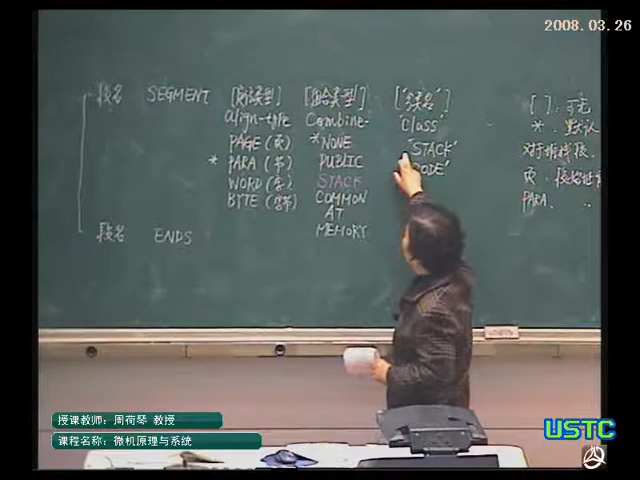 2008.03.26
段名 SEGMENT [定位类型] [组合类型] ['类名']
Align-type Combine- 'Class'
PAGE(页) *NONE 'STACK'
* PARA(节) PUBLIC CODE'
WORD(字) STACK
BYTE(字节) COMMON
AT
段名 ENDS MEMORY
[ ]: 可无
*: 默认
对于堆栈段.
页:
PARA.
授课教师: 周荷琴 教授
课程名称: 微机原理与系统
USTC